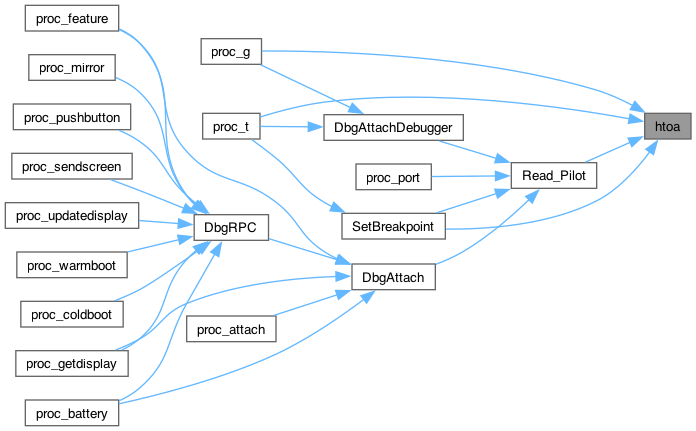 proc_feature
proc_mirror
proc_pushbutton
proc_sendscreen
proc_updatedisplay
proc_warmboot
proc_coldboot
proc_getdisplay
proc_battery
proc_g
proc_t
DbgRPC
proc_attach
DbgAttachDebugger
proc_port
SetBreakpoint
DbgAttach
Read_Pilot
htoa